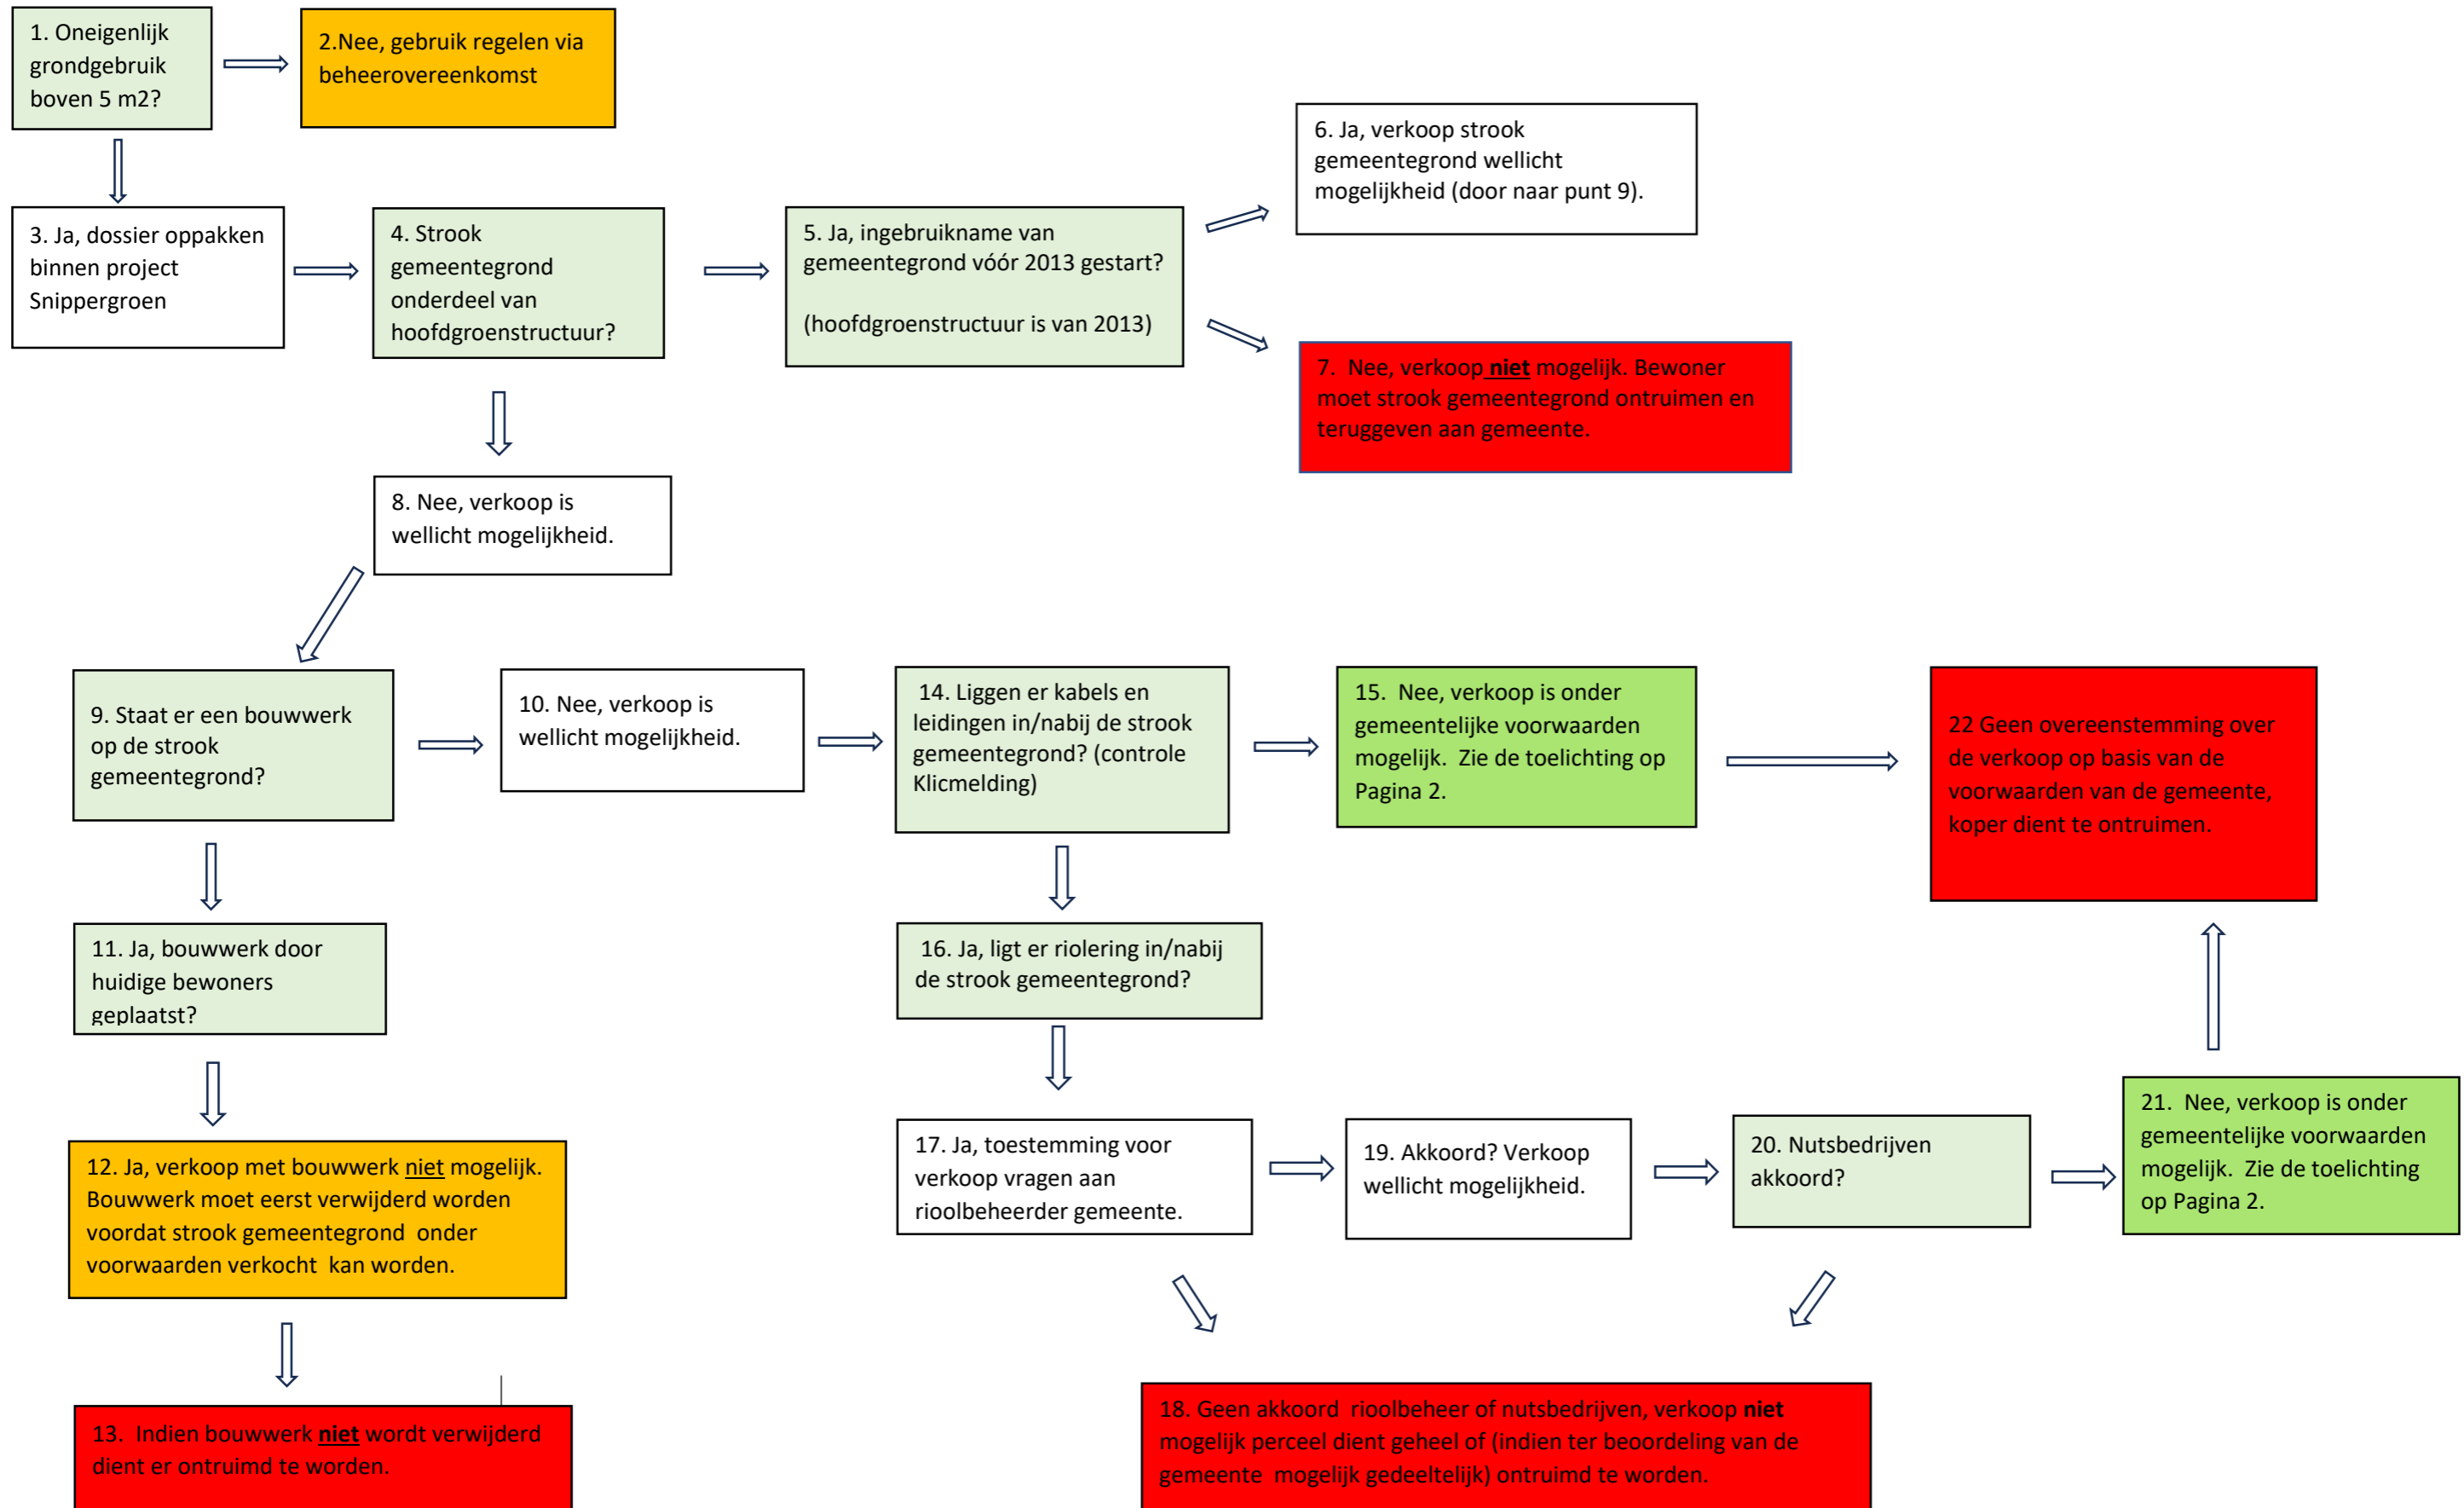 1. Oneigenlijk
grondgebruik
boven 5 m2?
2.Nee, gebruik regelen via
beheerovereenkomst
3. Ja, dossier oppakken
binnen project
Snippergroen
4. Strook
gemeentegrond
onderdeel van
hoofdgroenstructuur?
5. Ja, ingebruikname van
gemeentegrond vóór 2013 gestart?
(hoofdgroenstructuur is van 2013)
6. Ja, verkoop strook
gemeentegrond wellicht
mogelijkheid (door naar punt 9).
7. Nee, verkoop niet mogelijk. Bewoner
moet strook gemeentegrond ontruimen en
teruggeven aan gemeente.
8. Nee, verkoop is
wellicht mogelijkheid.
9. Staat er een bouwwerk
op de strook
gemeentegrond?
10. Nee, verkoop is
wellicht mogelijkheid.
14. Liggen er kabels en
leidingen in/nabij de strook
gemeentegrond? (controle
Klicmelding)
15. Nee, verkoop is onder
gemeentelijke voorwaarden
mogelijk. Zie de toelichting op
Pagina 2.
22 Geen overeenstemming over
de verkoop op basis van de
voorwaarden van de gemeente,
koper dient te ontruimen.
11. Ja, bouwwerk door
huidige bewoners
geplaatst?
16. Ja, ligt er riolering in/nabij
de strook gemeentegrond?
12. Ja, verkoop met bouwwerk niet mogelijk.
Bouwwerk moet eerst verwijderd worden
voordat strook gemeentegrond onder
voorwaarden verkocht kan worden.
17. Ja, toestemming voor
verkoop vragen aan
rioolbeheerder gemeente.
19. Akkoord? Verkoop
wellicht mogelijkheid.
20. Nutsbedrijven
akkoord?
21. Nee, verkoop is onder
gemeentelijke voorwaarden
mogelijk. Zie de toelichting
op Pagina 2.
13. Indien bouwwerk niet wordt verwijderd
dient er ontruimd te worden.
18. Geen akkoord rioolbeheer of nutsbedrijven, verkoop niet
mogelijk perceel dient geheel of (indien ter beoordeling van de
gemeente mogelijk gedeeltelijk) ontruimd te worden.